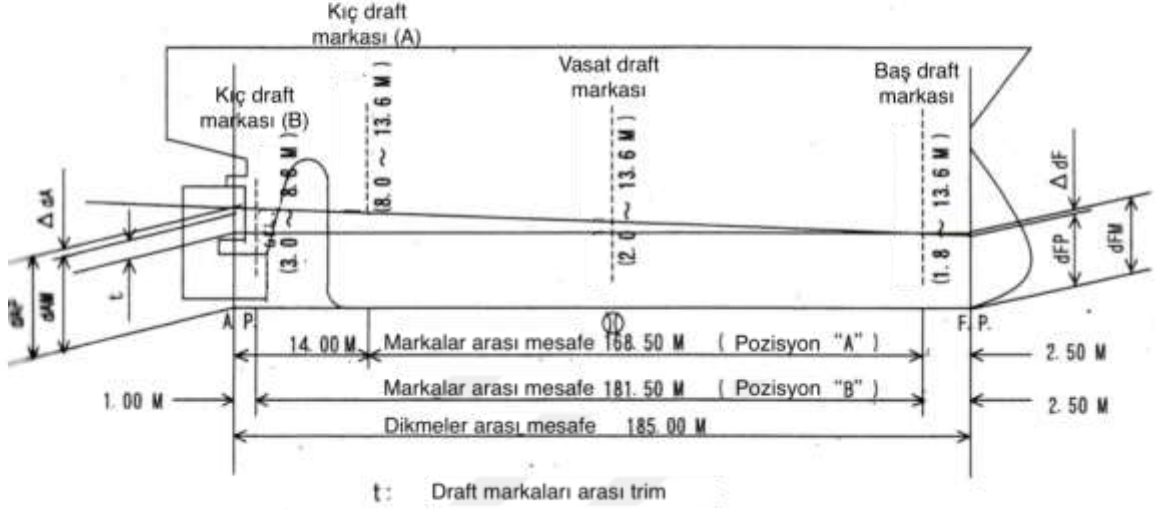 Kıç draft
markası (A)
Vasat draft
markası
Baş draft
markası
Kıç draft
markası (B)
(3.0 ~ 8.6 M)
(8.0 ~ 13.6 M)
(2.0 ~ 13.6 M)
(1.8 ~ 13.6 M)
Δ dA
Δ dF
dAP
dAM
t
dFP
dFM
A. P.
F. P.
14.00 M
Markalar arası mesafe 168.50 M ( Pozisyon "A" )
2.50 M
1.00 M
Markalar arası mesafe 181.50 M ( Pozisyon "B" )
2.50 M
Dikmeler arası mesafe 185.00 M
t : Draft markaları arası trim